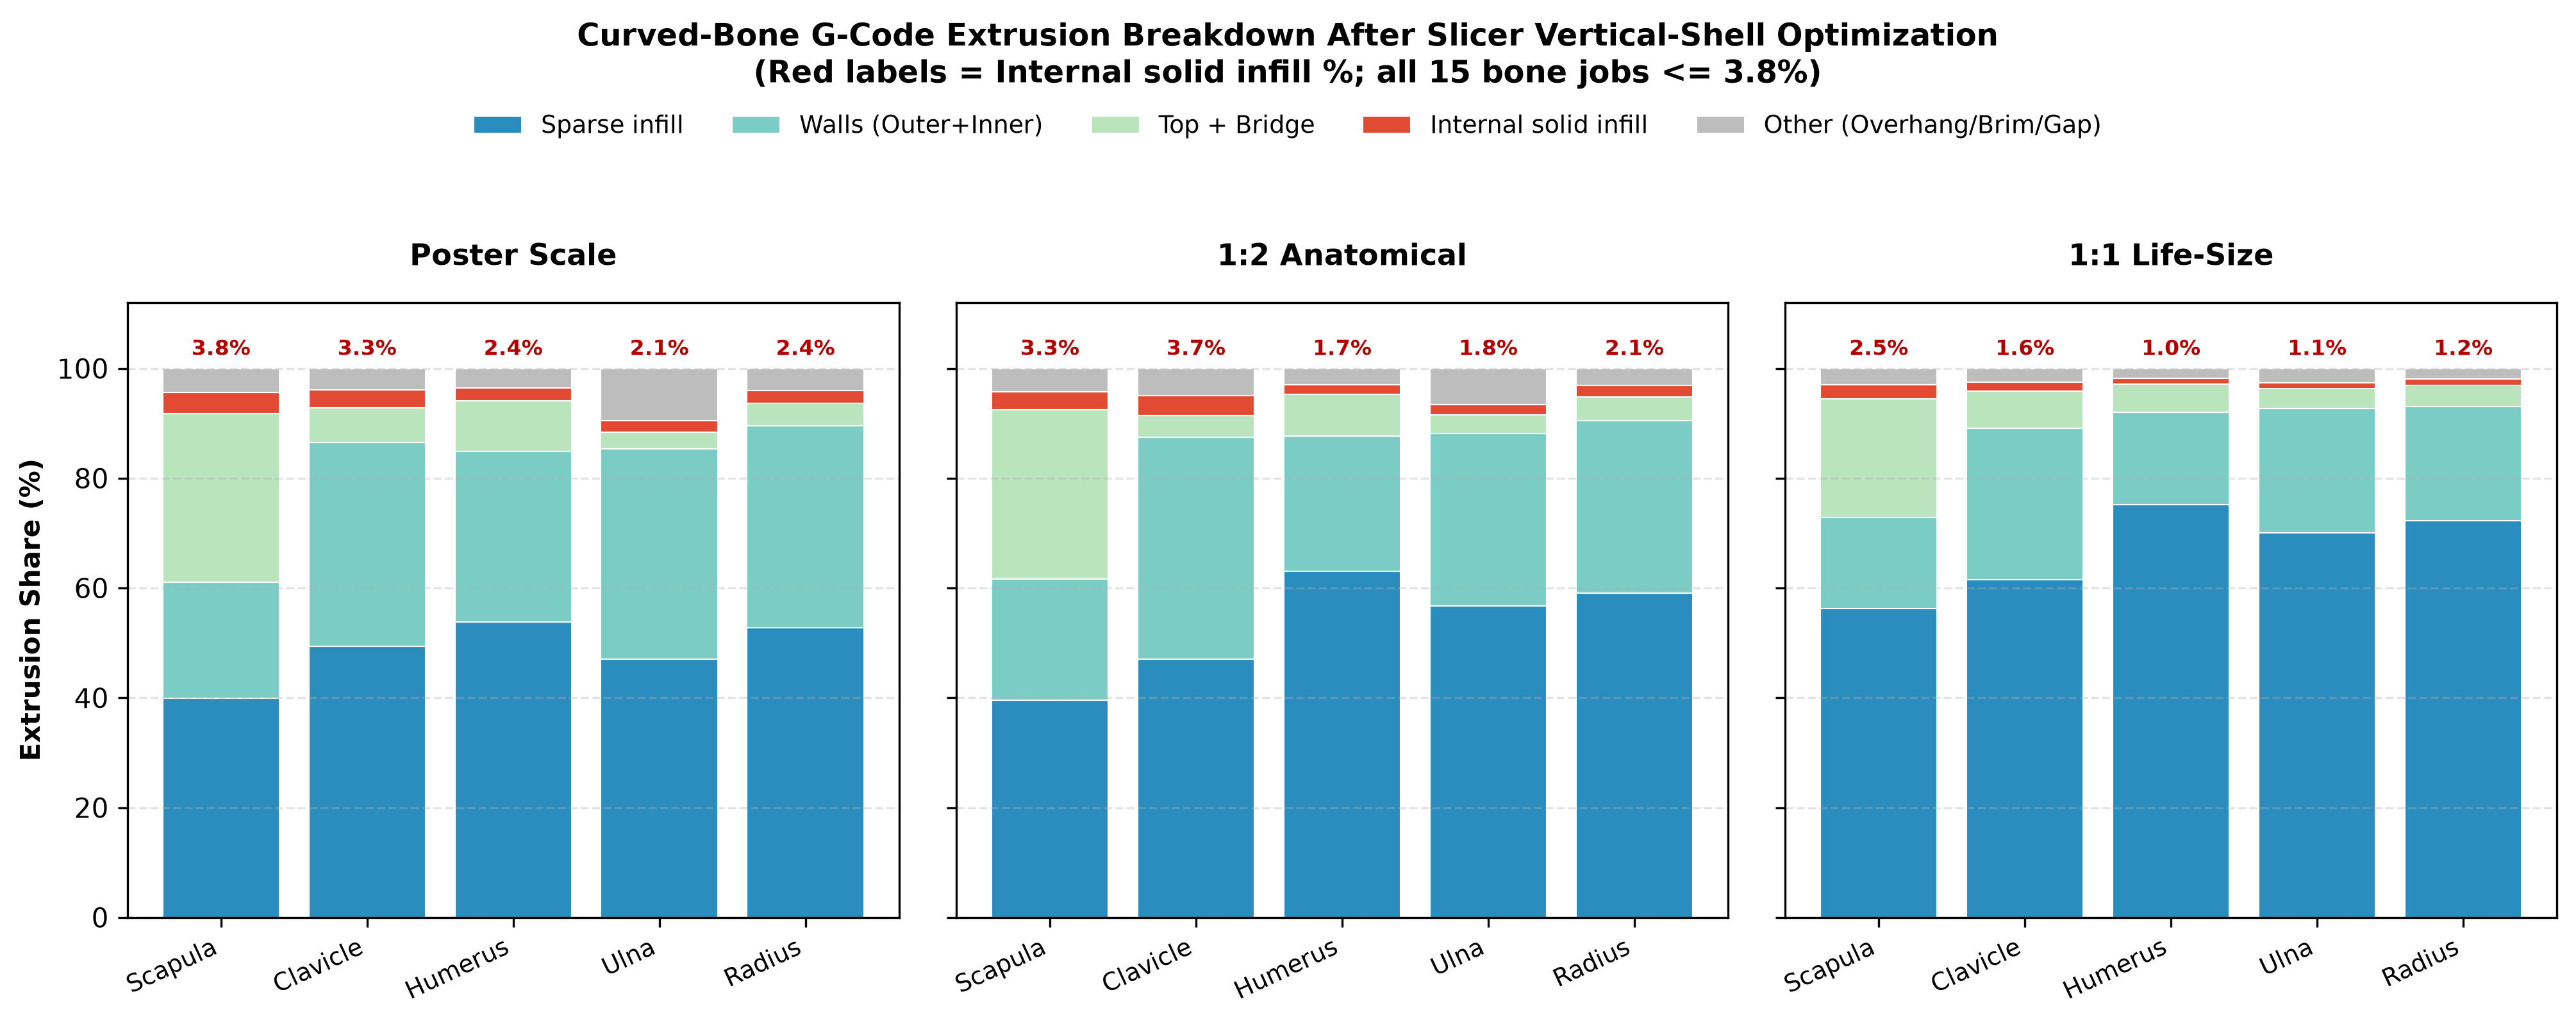 Curved-Bone G-Code Extrusion Breakdown After Slicer Vertical-Shell Optimization
(Red labels = Internal solid infill %; all 15 bone jobs <= 3.8%)
Sparse infill Walls (Outer+Inner) Top + Bridge Internal solid infill Other (Overhang/Brim/Gap)
Poster Scale
3.8% 3.3% 2.4% 2.1% 2.4%
Extrusion Share (%)
100
80
60
40
20
0
Scapula Clavicle Humerus Ulna Radius
1:2 Anatomical
3.3% 3.7% 1.7% 1.8% 2.1%
Scapula Clavicle Humerus Ulna Radius
1:1 Life-Size
2.5% 1.6% 1.0% 1.1% 1.2%
Scapula Clavicle Humerus Ulna Radius